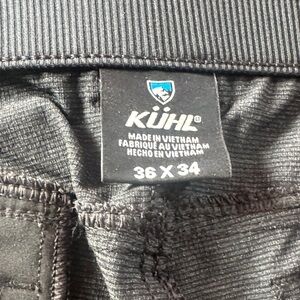 KÜHL®
MADE IN VIETNAM
FABRIQUÉ AU VIETNAM
HECHO EN VIETNAM
36 X 34